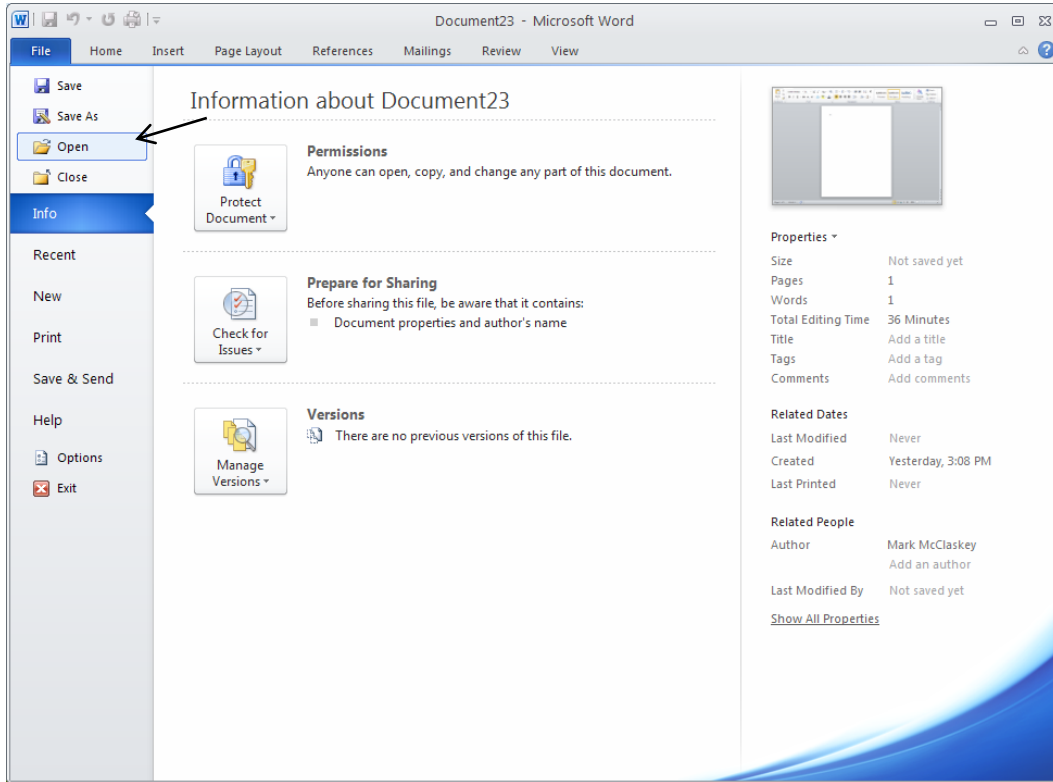 Document23 - Microsoft Word
File Home Insert Page Layout References Mailings Review View
Save
Save As
Open
Close
Info
Recent
New
Print
Save & Send
Help
Options
Exit
Information about Document23
Protect
Document
Permissions
Anyone can open, copy, and change any part of this document.
Check for
Issues
Prepare for Sharing
Before sharing this file, be aware that it contains:
Document properties and author's name
Manage
Versions
Versions
There are no previous versions of this file.
Properties
Size Not saved yet
Pages 1
Words 1
Total Editing Time 36 Minutes
Title Add a title
Tags Add a tag
Comments Add comments
Related Dates
Last Modified Never
Created Yesterday, 3:08 PM
Last Printed Never
Related People
Author Mark McClaskey
Add an author
Last Modified By Not saved yet
Show All Properties